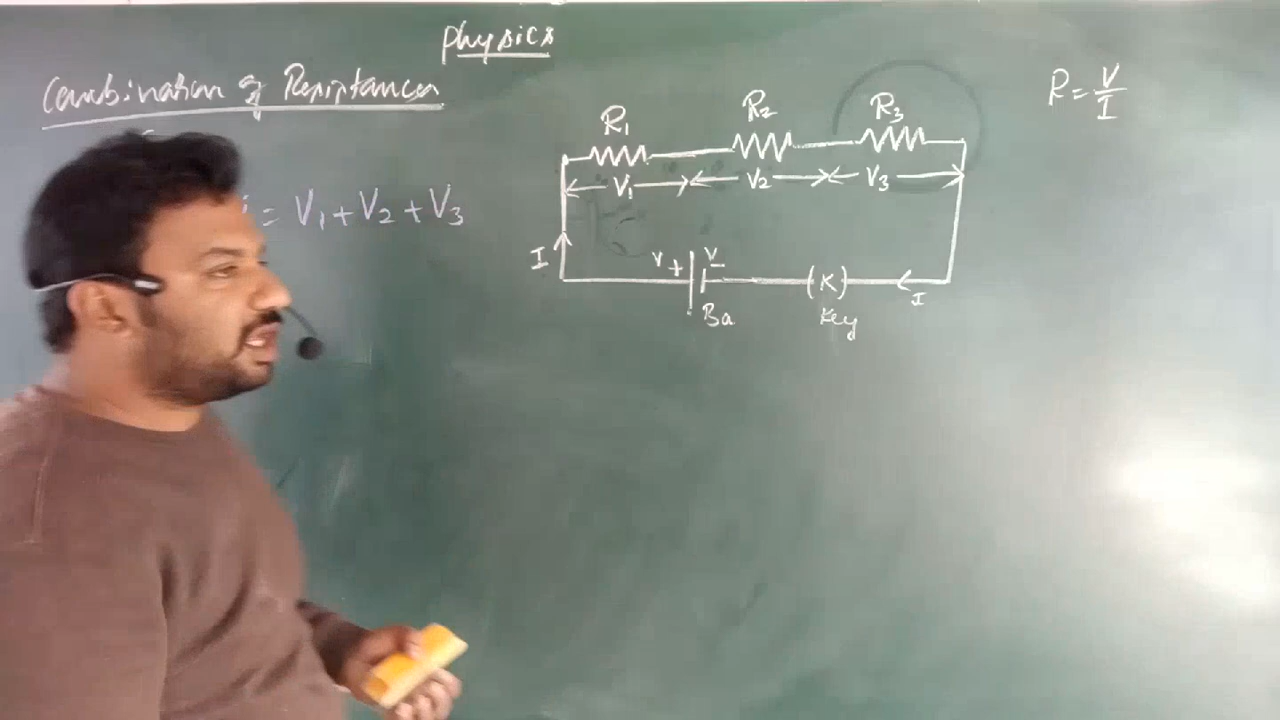 Physics
Combination of Resistances
= V₁ + V₂ + V₃
R₁ R₂ R₃
V₁ V₂ V₃
I
V + V −
(K)
I
Ba
Key
R = V/I